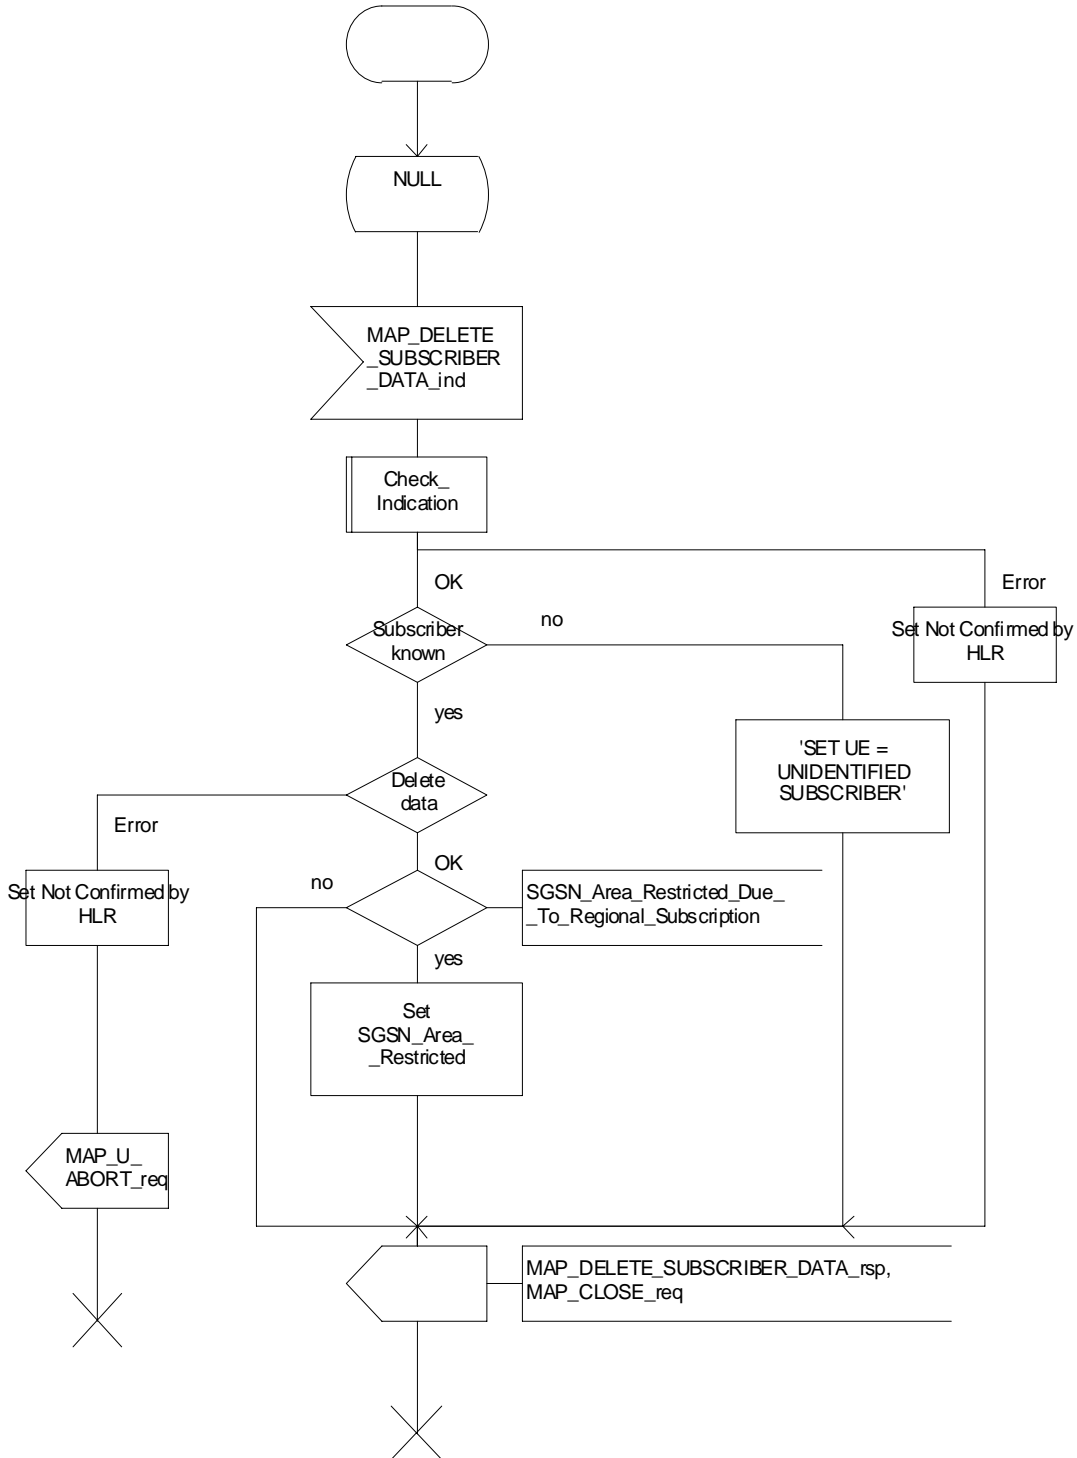 NULL
MAP_DELETE
_SUBSCRIBER
_DATA_ind
Check_
Indication
OK
Error
Subscriber
known
no
Set Not Confirmed by
HLR
yes
'SET UE =
UNIDENTIFIED
SUBSCRIBER'
Delete
data
Error
OK
Set Not Confirmed by
HLR
no
SGSN_Area_Restricted_Due_
_To_Regional_Subscription
yes
Set
SGSN_Area_
_Restricted
MAP_U_
ABORT_req
MAP_DELETE_SUBSCRIBER_DATA_rsp,
MAP_CLOSE_req